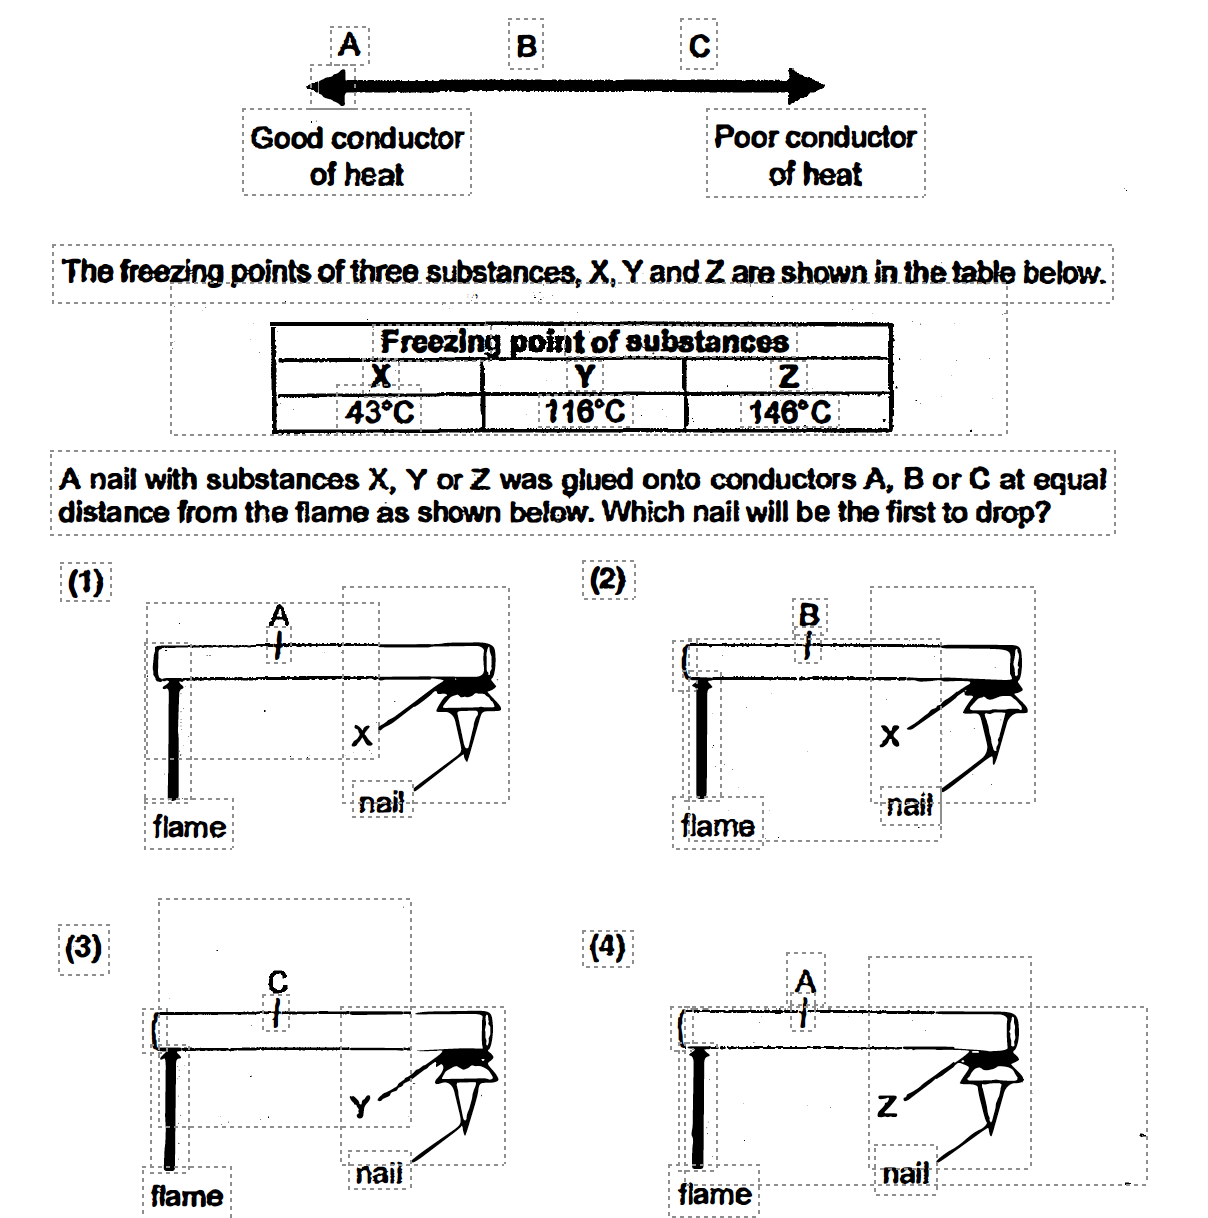 A B C
Good conductor
of heat
Poor conductor
of heat
The freezing points of three substances, X, Y and Z are shown in the table below.
Freezing point of substances
X Y Z
43°C 116°C 146°C
A nail with substances X, Y or Z was glued onto conductors A, B or C at equal
distance from the flame as shown below. Which nail will be the first to drop?
(1)
A
X
nail
flame
(2)
B
X
nail
flame
(3)
C
Y
nail
flame
(4)
A
Z
nail
flame